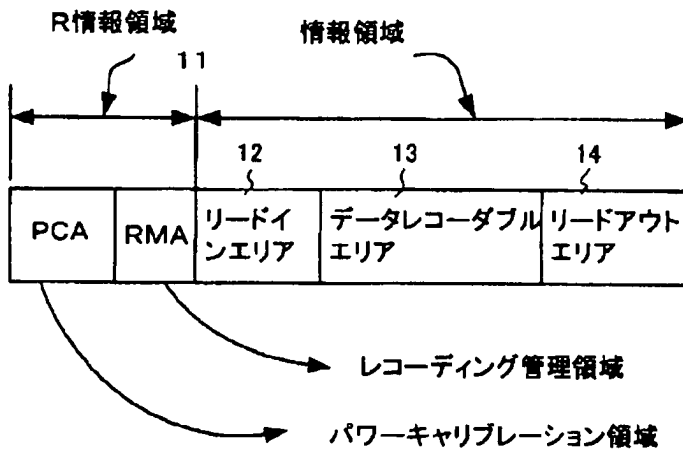 R情報領域
情報領域
11
12
13
14
PCA
RMA
リードイ
ンエリア
データレコーダブル
エリア
リードアウト
エリア
レコーディング管理領域
パワーキャリブレーション領域